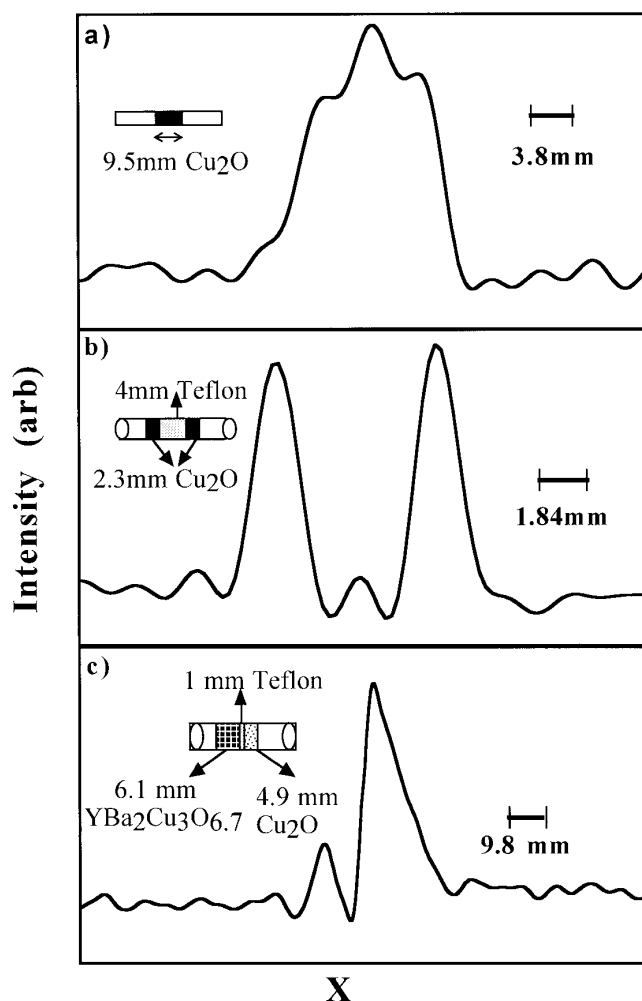 a)
9.5mm Cu2O
3.8mm
b)
4mm Teflon
2.3mm Cu2O
1.84mm
c)
1 mm Teflon
6.1 mm
YBa2Cu3O6.7
4.9 mm
Cu2O
9.8 mm
Intensity (arb)
X